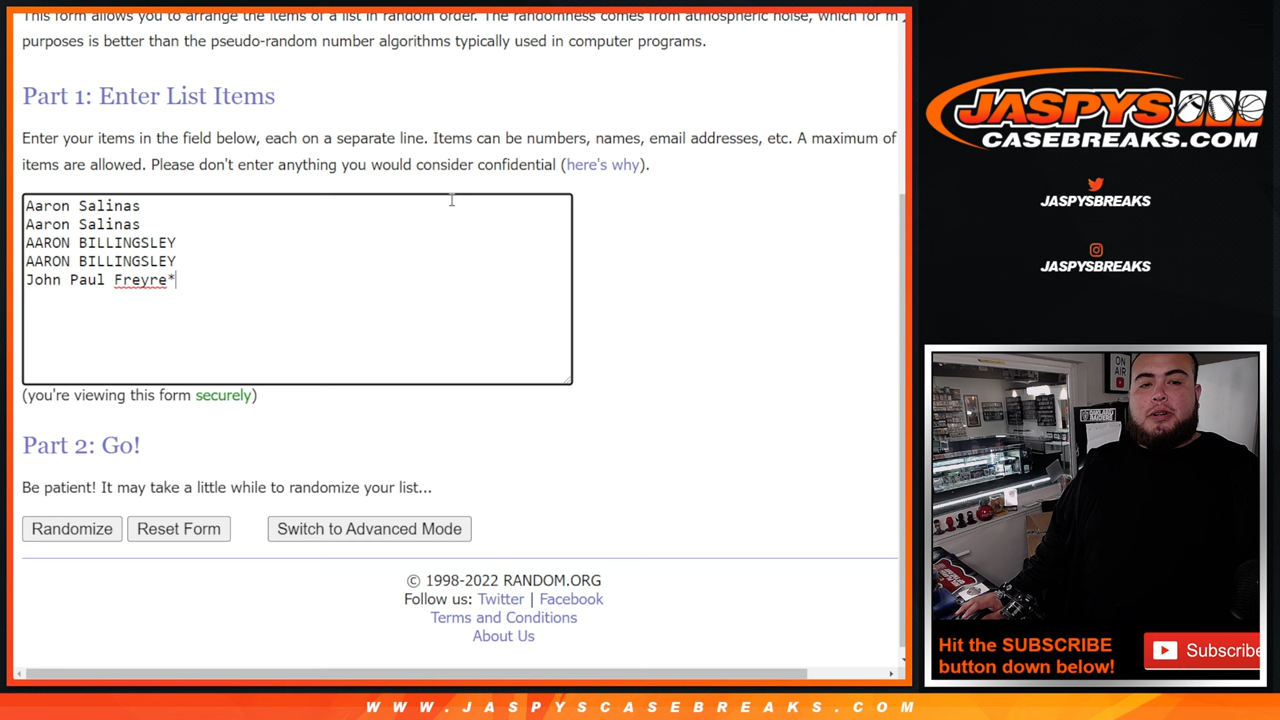 This form allows you to arrange the items of a list in random order. The randomness comes from atmospheric noise, which for m
purposes is better than the pseudo-random number algorithms typically used in computer programs.
Part 1: Enter List Items
Enter your items in the field below, each on a separate line. Items can be numbers, names, email addresses, etc. A maximum of
items are allowed. Please don't enter anything you would consider confidential (here's why).
Aaron Salinas
Aaron Salinas
AARON BILLINGSLEY
AARON BILLINGSLEY
John Paul Freyre*
(you're viewing this form securely)
Part 2: Go!
Be patient! It may take a little while to randomize your list...
Randomize Reset Form Switch to Advanced Mode
© 1998-2022 RANDOM.ORG
Follow us: Twitter | Facebook
Terms and Conditions
About Us
JASPYS
CASEBREAKS.COM
JASPYSBREAKS
JASPYSBREAKS
ON
AIR
Hit the SUBSCRIBE
button down below!
Subscribe
WWW.JASPYSCASEBREAKS.COM